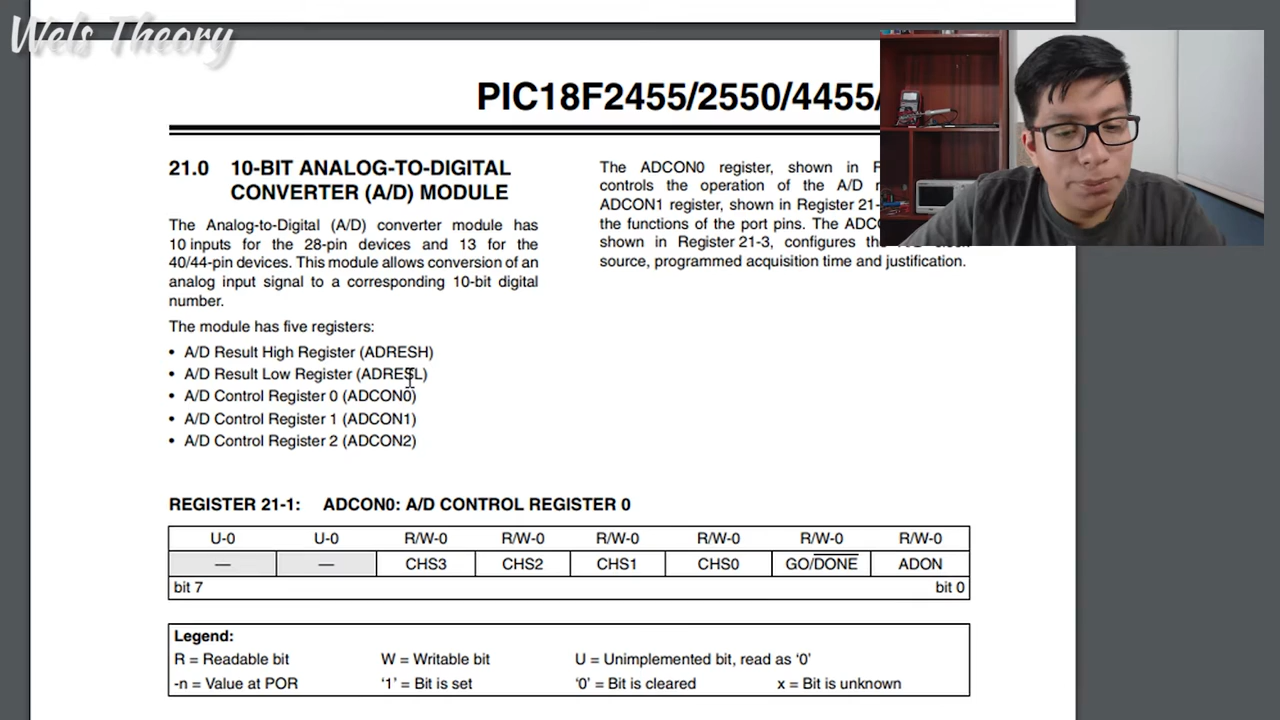 Wels Theory
PIC18F2455/2550/4455/
21.0 10-BIT ANALOG-TO-DIGITAL
CONVERTER (A/D) MODULE
The Analog-to-Digital (A/D) converter module has
10 inputs for the 28-pin devices and 13 for the
40/44-pin devices. This module allows conversion of an
analog input signal to a corresponding 10-bit digital
number.
The module has five registers:
• A/D Result High Register (ADRESH)
• A/D Result Low Register (ADRESL)
• A/D Control Register 0 (ADCON0)
• A/D Control Register 1 (ADCON1)
• A/D Control Register 2 (ADCON2)
The ADCON0 register, shown in
controls the operation of the A/D
ADCON1 register, shown in Register 21-
the functions of the port pins. The
shown in Register 21-3, configures
source, programmed acquisition time and justification.
REGISTER 21-1: ADCON0: A/D CONTROL REGISTER 0
U-0 U-0 R/W-0 R/W-0 R/W-0 R/W-0 R/W-0 R/W-0
— — CHS3 CHS2 CHS1 CHS0 GO/DONE ADON
bit 7 bit 0
Legend:
R = Readable bit W = Writable bit U = Unimplemented bit, read as ‘0’
-n = Value at POR ‘1’ = Bit is set ‘0’ = Bit is cleared x = Bit is unknown